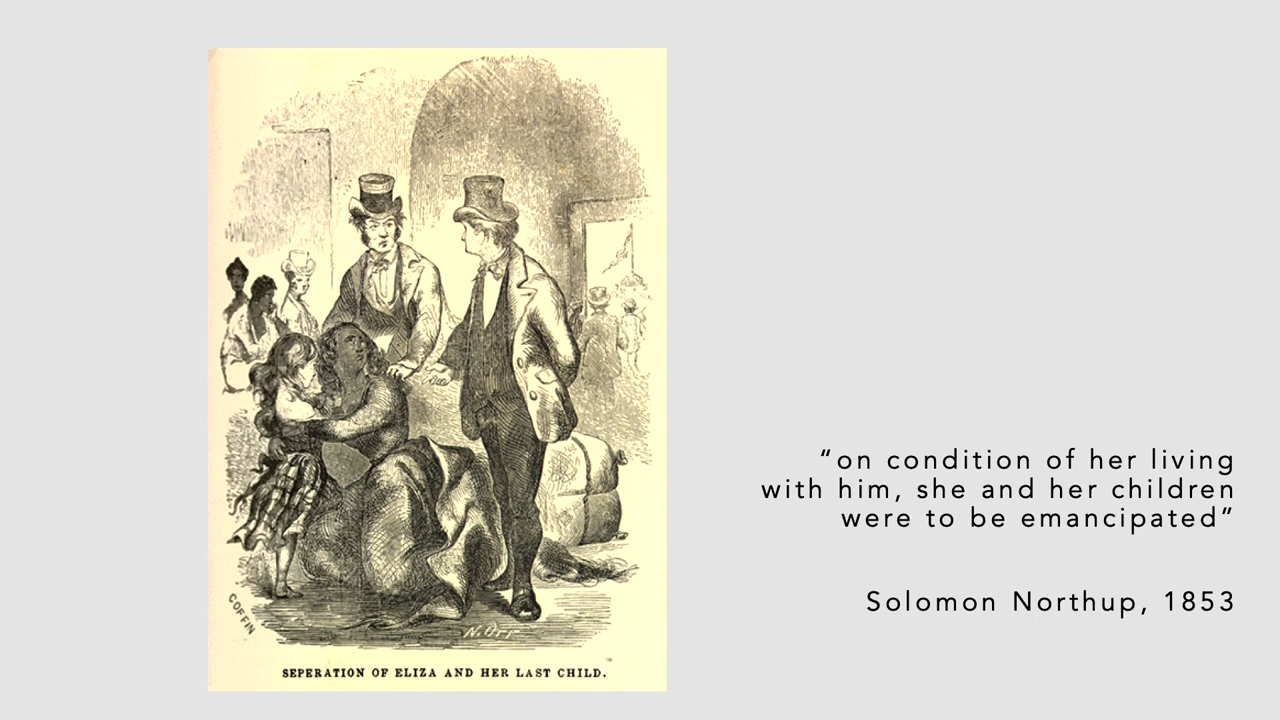 COFFIN
N. Orr
SEPERATION OF ELIZA AND HER LAST CHILD.
“on condition of her living
with him, she and her children
were to be emancipated”
Solomon Northup, 1853